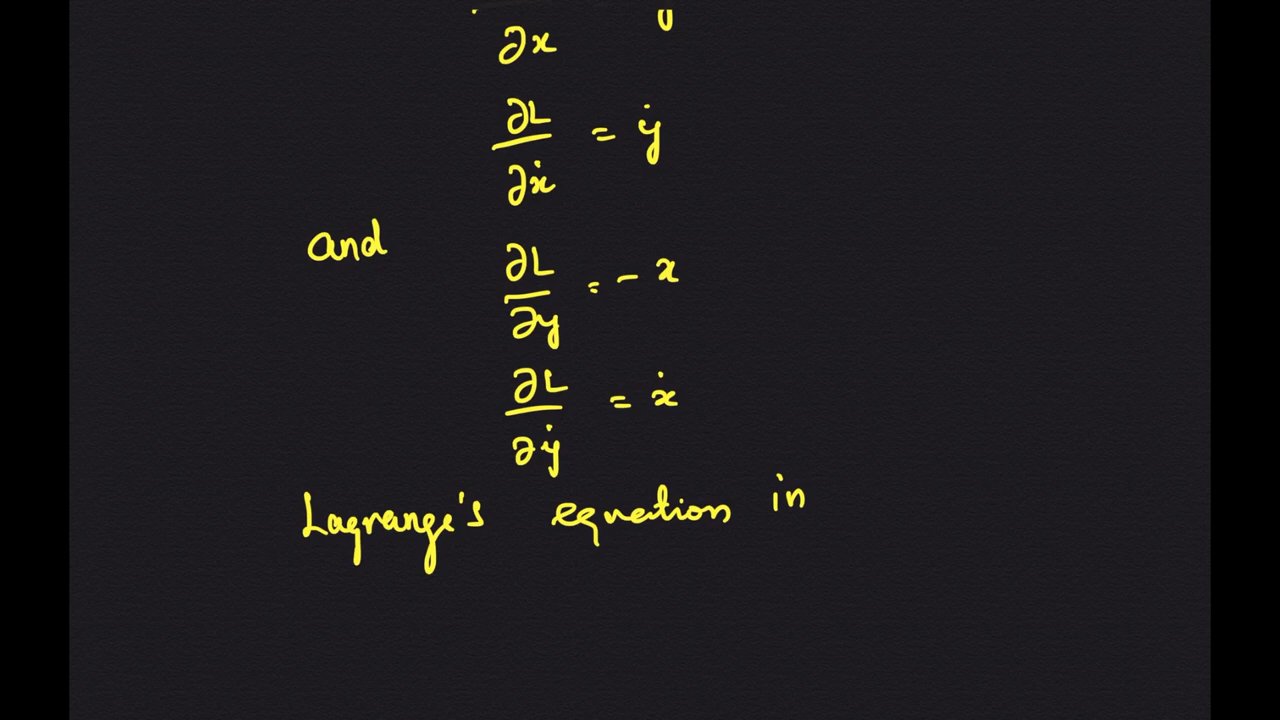 ∂x
∂L/∂ẋ = ẏ
and
∂L/∂y = - x
∂L/∂ẏ = ẋ
Lagrange's equation in